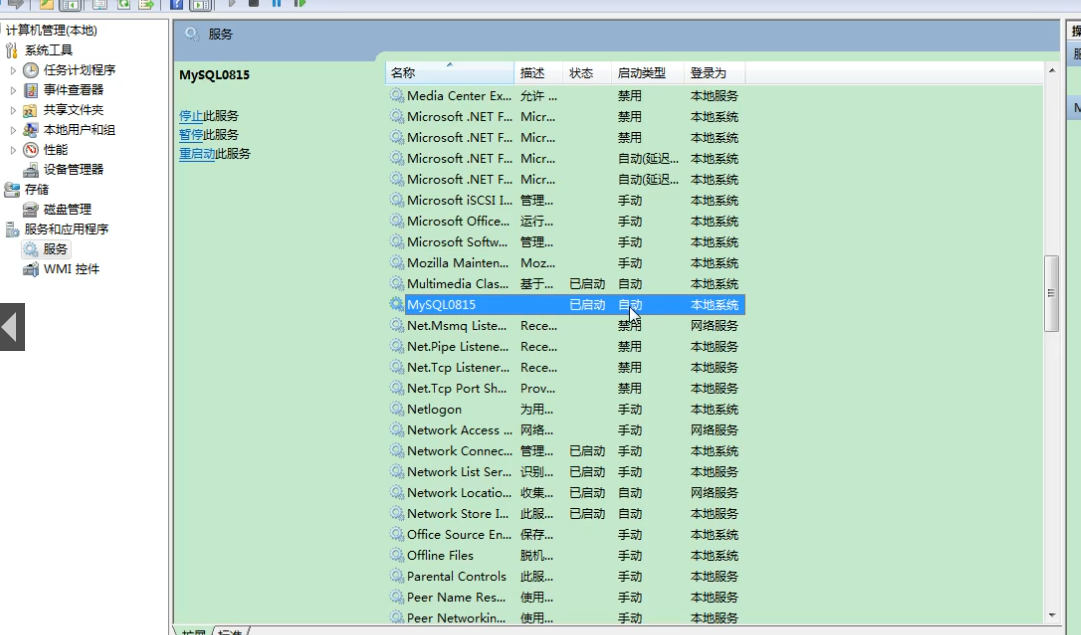 计算机管理(本地)
系统工具
任务计划程序
事件查看器
共享文件夹
本地用户和组
性能
设备管理器
存储
磁盘管理
服务和应用程序
服务
WMI 控件
服务
MySQL0815
停止此服务
暂停此服务
重启动此服务
名称 描述 状态 启动类型 登录为
Media Center Ex... 允许 ... 禁用 本地服务
Microsoft .NET F... Micr... 禁用 本地系统
Microsoft .NET F... Micr... 禁用 本地系统
Microsoft .NET F... Micr... 自动(延迟... 本地系统
Microsoft .NET F... Micr... 自动(延迟... 本地系统
Microsoft iSCSI I... 管理... 手动 本地系统
Microsoft Office... 运行... 手动 本地系统
Microsoft Softw... 管理... 手动 本地系统
Mozilla Mainten... Moz... 手动 本地系统
Multimedia Clas... 基于... 已启动 自动 本地系统
MySQL0815 已启动 自动 本地系统
Net.Msmq Liste... Rece... 禁用 网络服务
Net.Pipe Listene... Rece... 禁用 本地服务
Net.Tcp Listener... Rece... 禁用 本地服务
Net.Tcp Port Sh... Prov... 禁用 本地服务
Netlogon 为用... 手动 本地系统
Network Access ... 网络... 手动 网络服务
Network Connec... 管理... 已启动 手动 本地系统
Network List Ser... 识别... 已启动 手动 本地服务
Network Locatio... 收集... 已启动 自动 网络服务
Network Store I... 此服... 已启动 自动 本地服务
Office Source En... 保存... 手动 本地系统
Offline Files 脱机... 手动 本地系统
Parental Controls 此服... 手动 本地服务
Peer Name Res... 使用... 手动 本地服务
Peer Networkin... 使用... 手动 本地服务
扩展 标准